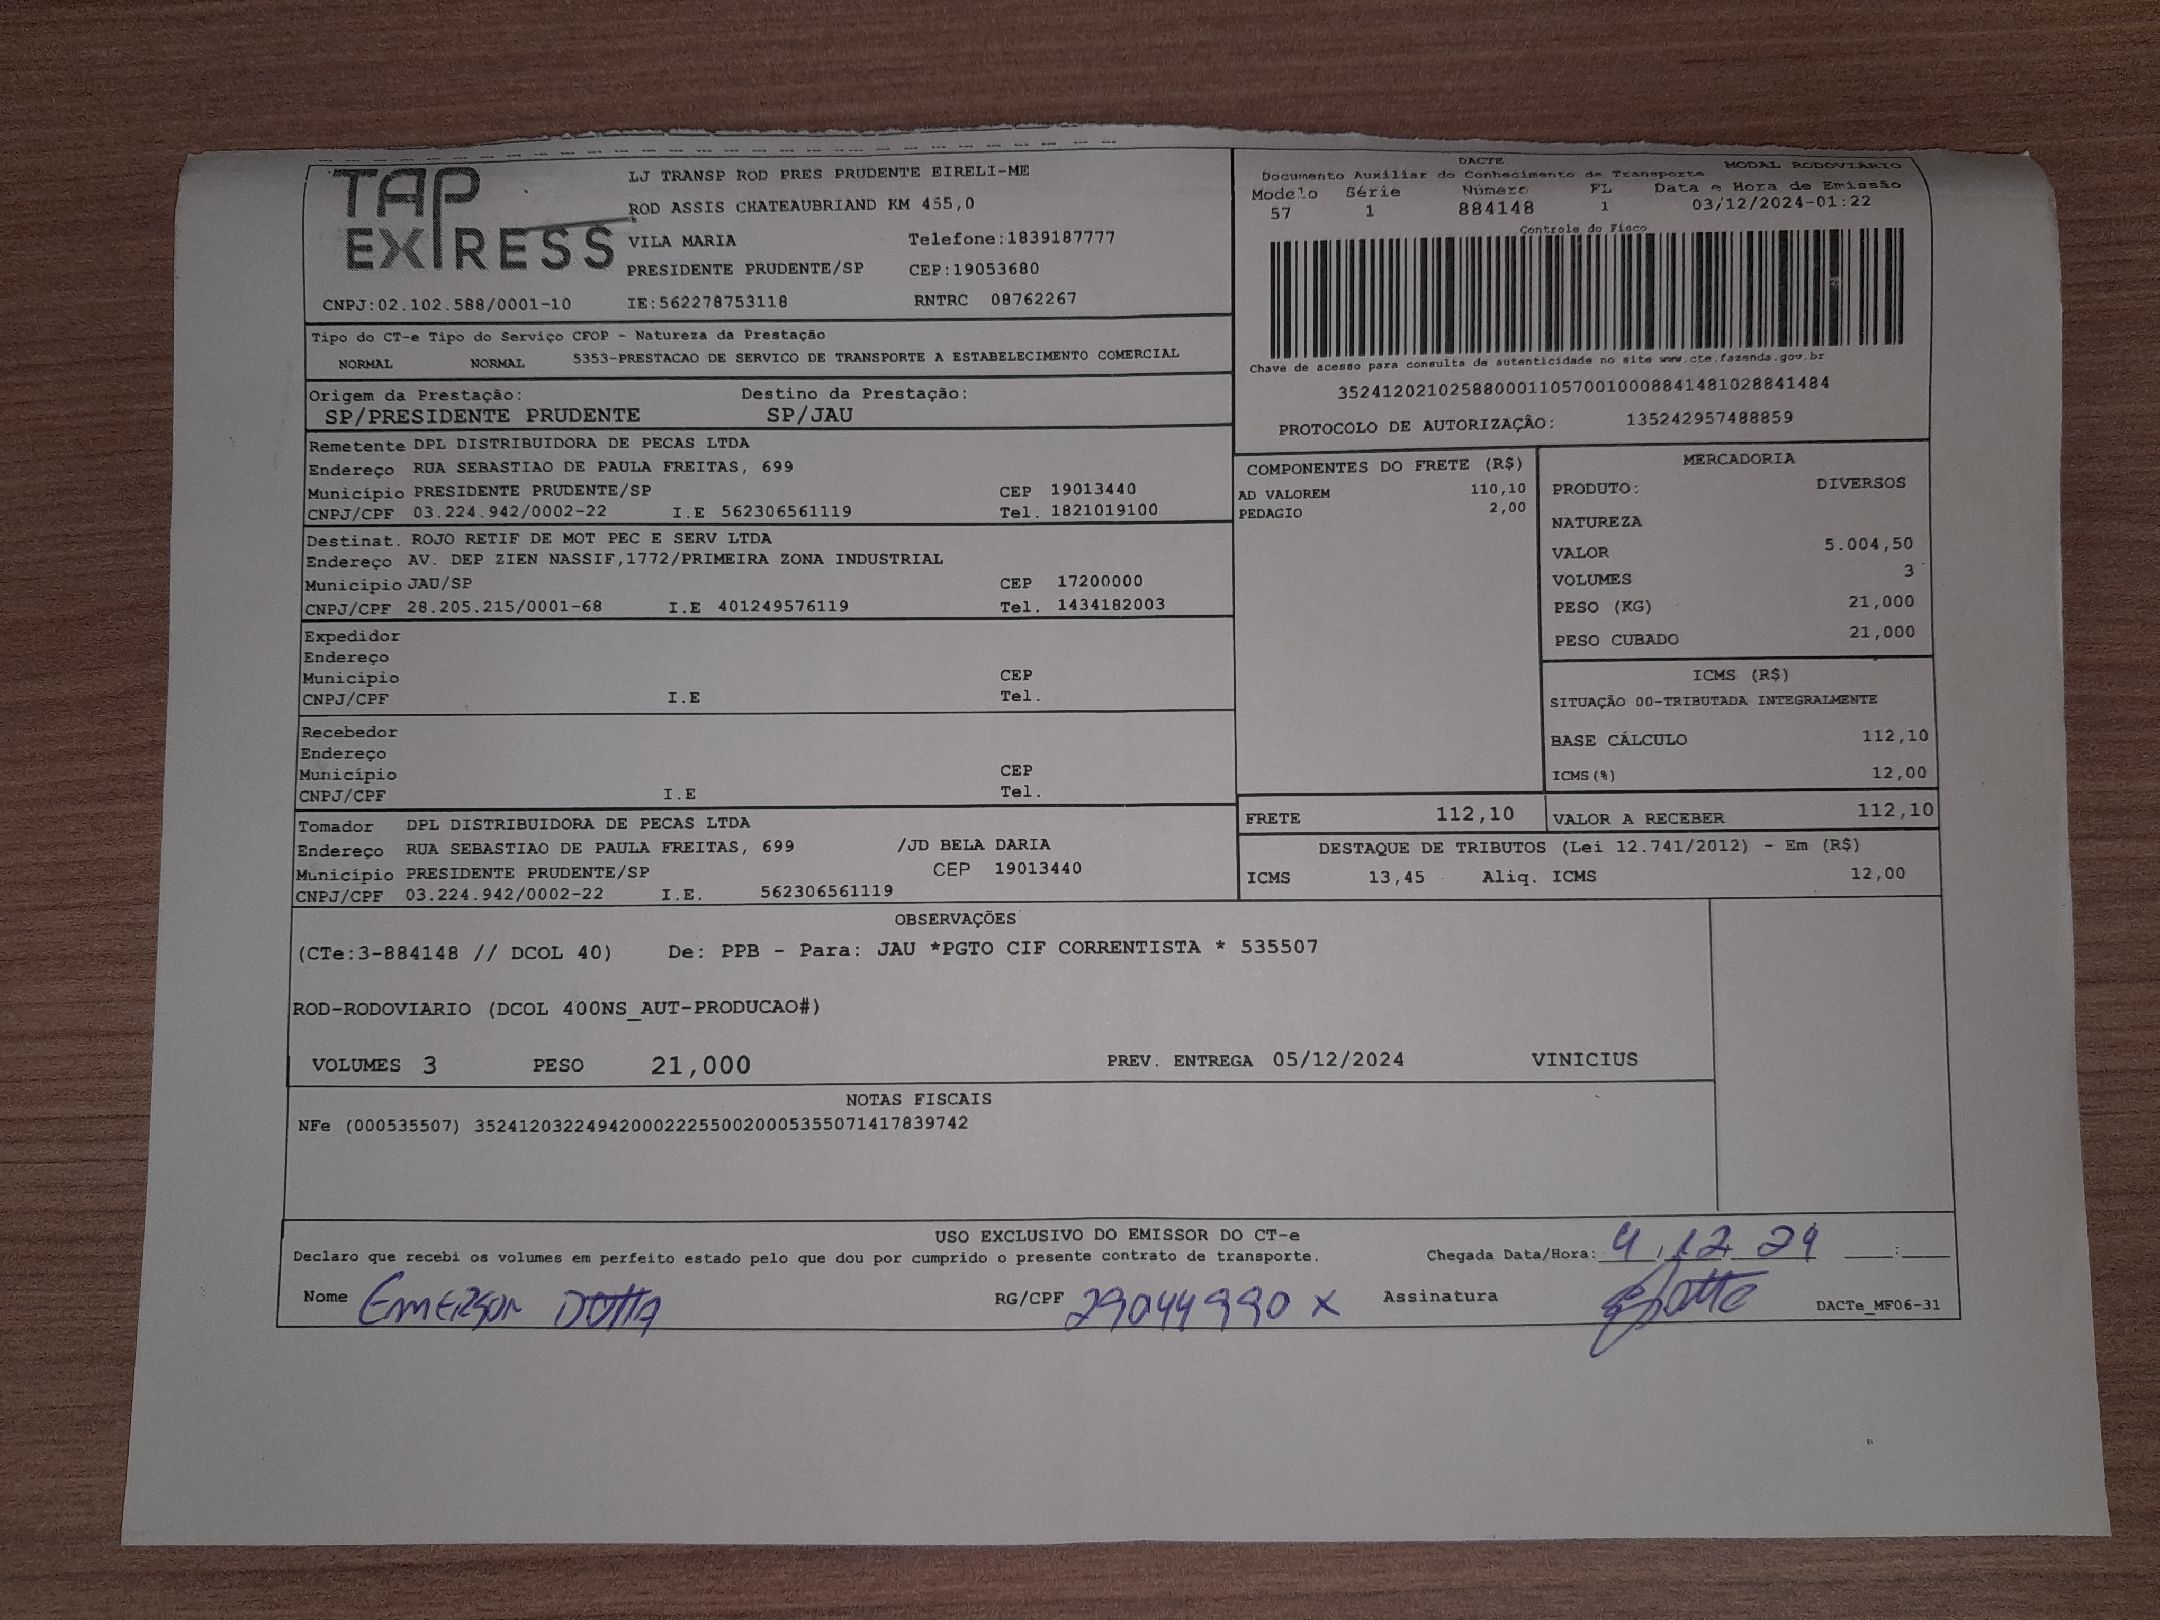 TAP EXPRESS
LJ TRANSP ROD PRES PRUDENTE EIRELI-ME
ROD ASSIS CHATEAUBRIAND KM 455,0
VILA MARIA Telefone:1839187777
PRESIDENTE PRUDENTE/SP CEP:19053680
CNPJ:02.102.588/0001-10 IE:562278753118 RNTRC 08762267
DACTE MODAL RODOVIÁRIO
Documento Auxiliar do Conhecimento de Transporte
Modelo Série Número FL Data e Hora de Emissão
57 1 884148 1 03/12/2024-01:22
Controle do Fisco
Chave de acesso para consulta de autenticidade no site www.cte.fazenda.gov.br
35241202102588000110570010008841481028841484
PROTOCOLO DE AUTORIZAÇÃO: 135242957488859
Tipo do CT-e Tipo do Serviço CFOP - Natureza da Prestação
NORMAL NORMAL 5353-PRESTACAO DE SERVICO DE TRANSPORTE A ESTABELECIMENTO COMERCIAL
Origem da Prestação: Destino da Prestação:
SP/PRESIDENTE PRUDENTE SP/JAU
Remetente DPL DISTRIBUIDORA DE PECAS LTDA
Endereço RUA SEBASTIAO DE PAULA FREITAS, 699
Município PRESIDENTE PRUDENTE/SP CEP 19013440
CNPJ/CPF 03.224.942/0002-22 I.E 562306561119 Tel. 1821019100
Destinat. ROJO RETIF DE MOT PEC E SERV LTDA
Endereço AV. DEP ZIEN NASSIF,1772/PRIMEIRA ZONA INDUSTRIAL
Município JAU/SP CEP 17200000
CNPJ/CPF 28.205.215/0001-68 I.E 401249576119 Tel. 1434182003
Expedidor
Endereço
Município CEP
CNPJ/CPF I.E Tel.
Recebedor
Endereço
Município CEP
CNPJ/CPF I.E Tel.
Tomador DPL DISTRIBUIDORA DE PECAS LTDA
Endereço RUA SEBASTIAO DE PAULA FREITAS, 699 /JD BELA DARIA
Município PRESIDENTE PRUDENTE/SP CEP 19013440
CNPJ/CPF 03.224.942/0002-22 I.E. 562306561119
COMPONENTES DO FRETE (R$)
AD VALOREM 110,10
PEDAGIO 2,00
MERCADORIA
PRODUTO: DIVERSOS
NATUREZA
VALOR 5.004,50
VOLUMES 3
PESO (KG) 21,000
PESO CUBADO 21,000
ICMS (R$)
SITUAÇÃO 00-TRIBUTADA INTEGRALMENTE
BASE CÁLCULO 112,10
ICMS(%) 12,00
FRETE 112,10 VALOR A RECEBER 112,10
DESTAQUE DE TRIBUTOS (Lei 12.741/2012) - Em (R$)
ICMS 13,45 Aliq. ICMS 12,00
OBSERVAÇÕES
(CTe:3-884148 // DCOL 40) De: PPB - Para: JAU *PGTO CIF CORRENTISTA * 535507
ROD-RODOVIARIO (DCOL 400NS_AUT-PRODUCAO#)
VOLUMES 3 PESO 21,000 PREV. ENTREGA 05/12/2024 VINICIUS
NOTAS FISCAIS
NFe (000535507) 35241203224942000222550020005355071417839742
USO EXCLUSIVO DO EMISSOR DO CT-e
Declaro que recebi os volumes em perfeito estado pelo que dou por cumprido o presente contrato de transporte. Chegada Data/Hora: 4 12 24 :
Nome EMERSON DOTTA RG/CPF 29044990 X Assinatura DACTe_MF06-31